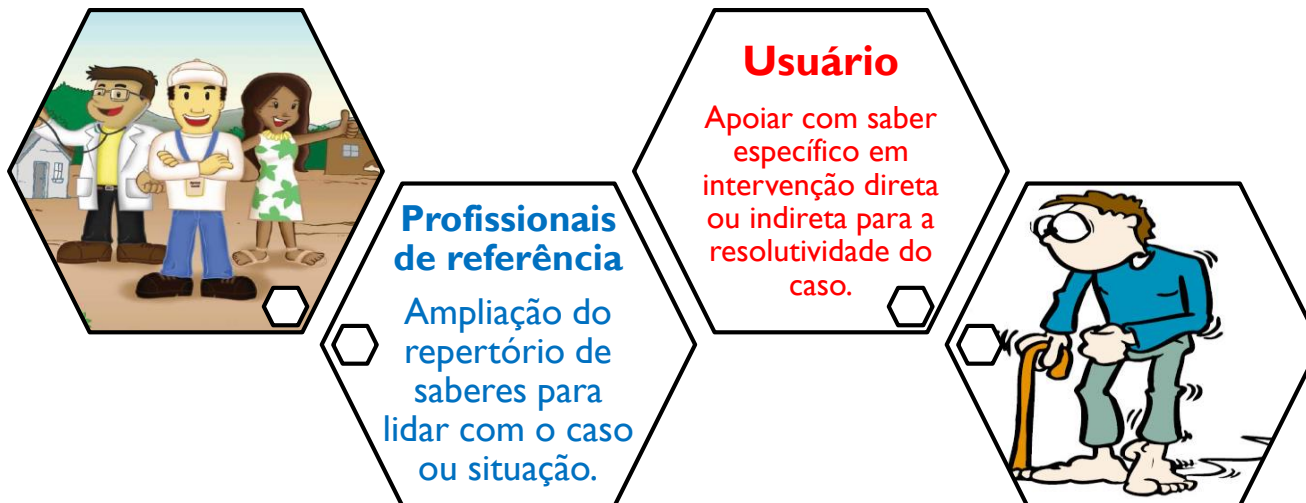 Profissionais
de referência
Ampliação do
repertório de
saberes para
lidar com o caso
ou situação.
Usuário
Apoiar com saber
específico em
intervenção direta
ou indireta para a
resolutividade do
caso.